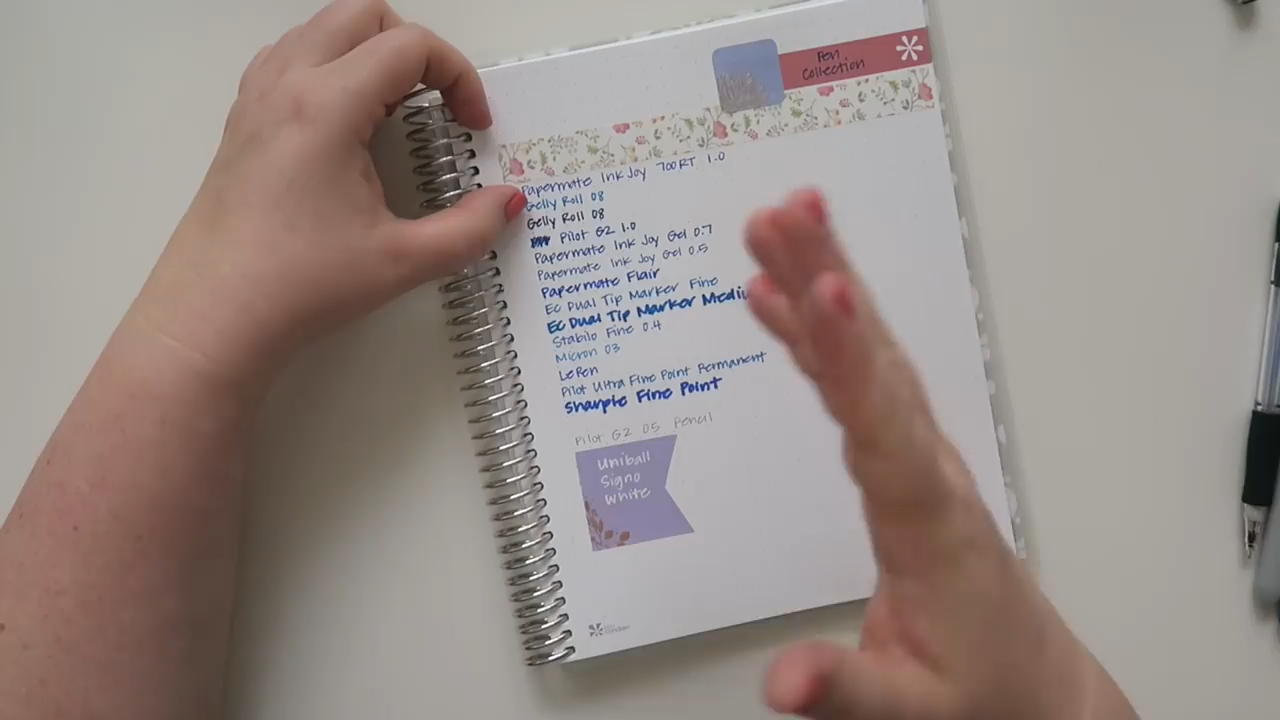 Pen
Collection
Papermate InkJoy 700RT 1.0
Gelly Roll 08
Gelly Roll 08
Pilot G2 1.0
Papermate Ink Joy Gel 0.7
Papermate Ink Joy Gel 0.5
Papermate Flair
EC Dual Tip Marker Fine
EC Dual Tip Marker
Stabilo Fine 0.4
Micron 03
LePen
Pilot Ultra Fine Point Permanent
Sharpie Fine Point
Pilot G2 05 Pencil
Uniball
Signo
White